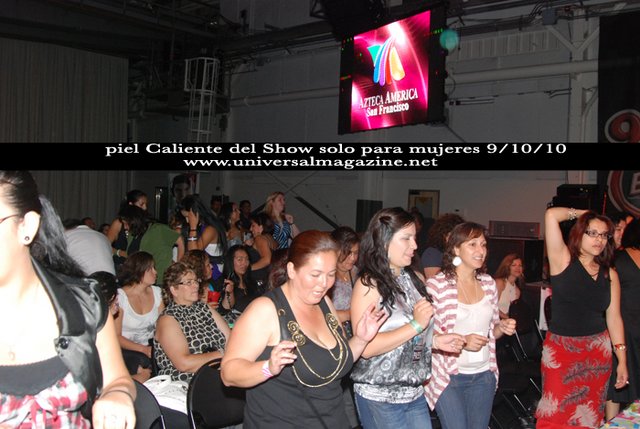 AZTECA AMERICA
San Francisco
piel Caliente del Show solo para mujeres 9/10/10
www.universalmagazine.net